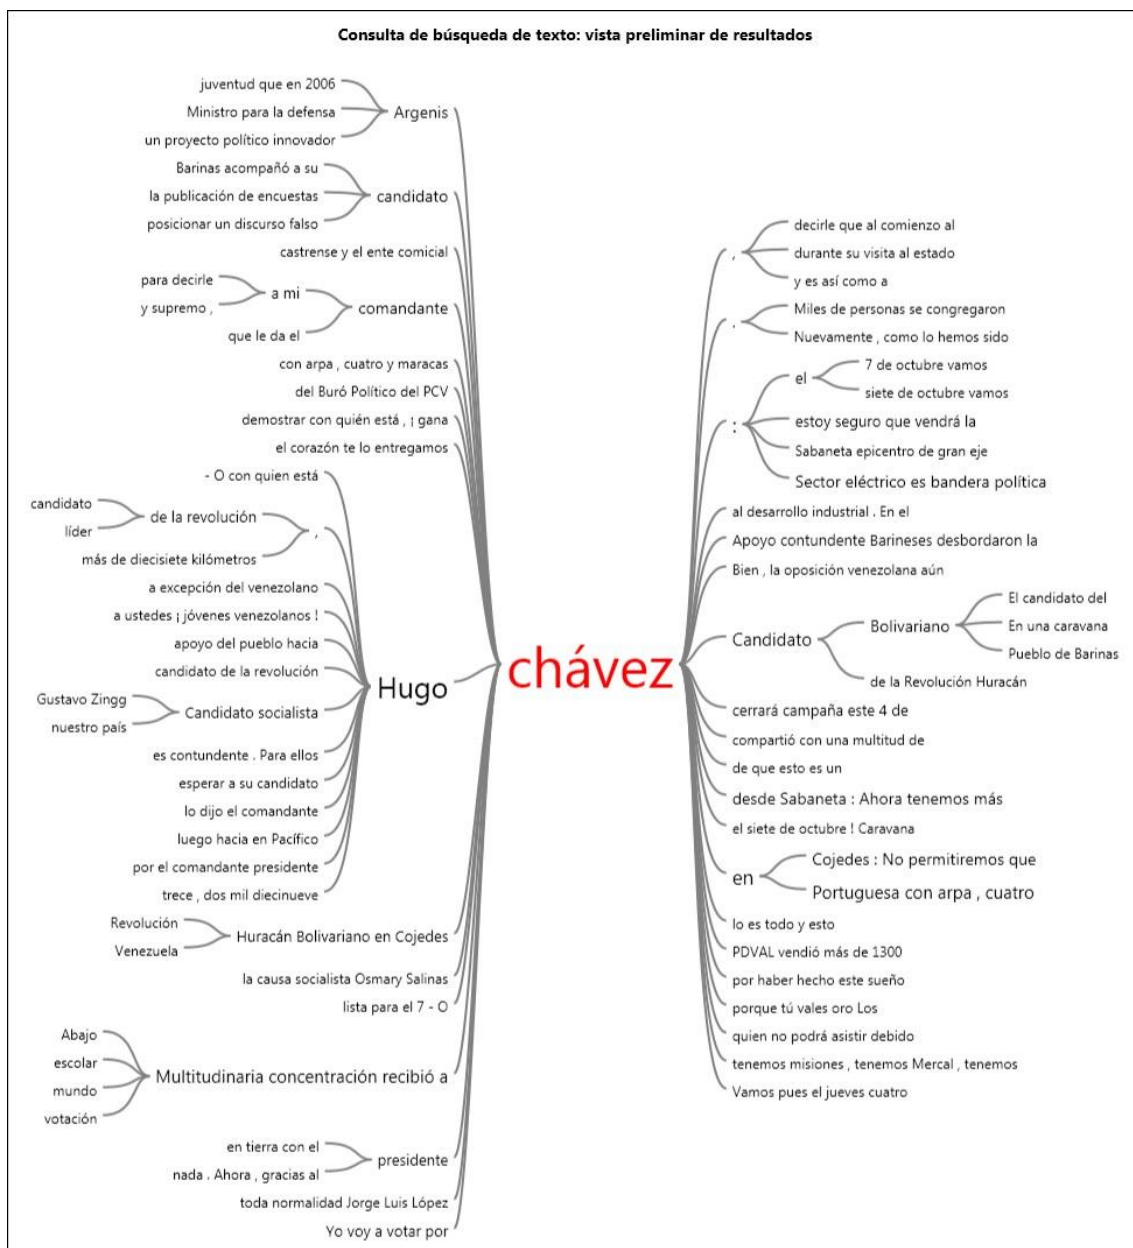 Consulta de búsqueda de texto: vista preliminar de resultados
juventud que en 2006
Ministro para la defensa
un proyecto político innovador
Argenis
Barinas acompañó a su
la publicación de encuestas
posicionar un discurso falso
candidato
castrense y el ente comicial
para decirle
y supremo ,
a mi
que le da el
comandante
con arpa , cuatro y maracas
del Buró Político del PCV
demostrar con quién está , ¡ gana
el corazón te lo entregamos
- O con quien está
candidato
líder
de la revolución
más de diecisiete kilómetros
,
a excepción del venezolano
a ustedes ¡ jóvenes venezolanos !
apoyo del pueblo hacia
candidato de la revolución
Gustavo Zingg
nuestro país
Candidato socialista
es contundente . Para ellos
esperar a su candidato
lo dijo el comandante
luego hacia en Pacífico
por el comandante presidente
trece , dos mil diecinueve
Hugo
Revolución
Venezuela
Huracán Bolivariano en Cojedes
la causa socialista Osmary Salinas
lista para el 7 - O
Abajo
escolar
mundo
votación
Multitudinaria concentración recibió a
en tierra con el
nada . Ahora , gracias al
presidente
toda normalidad Jorge Luis López
Yo voy a votar por
chávez
,
decirle que al comienzo al
durante su visita al estado
y es así como a
.
Miles de personas se congregaron
Nuevamente , como lo hemos sido
:
el
7 de octubre vamos
siete de octubre vamos
estoy seguro que vendrá la
Sabaneta epicentro de gran eje
Sector eléctrico es bandera política
al desarrollo industrial . En el
Apoyo contundente Barineses desbordaron la
Bien , la oposición venezolana aún
Candidato
Bolivariano
El candidato del
En una caravana
Pueblo de Barinas
de la Revolución Huracán
cerrará campaña este 4 de
compartió con una multitud de
de que esto es un
desde Sabaneta : Ahora tenemos más
el siete de octubre ! Caravana
en
Cojedes : No permitiremos que
Portuguesa con arpa , cuatro
lo es todo y esto
PDVAL vendió más de 1300
por haber hecho este sueño
porque tú vales oro Los
quien no podrá asistir debido
tenemos misiones , tenemos Mercal , tenemos
Vamos pues el jueves cuatro